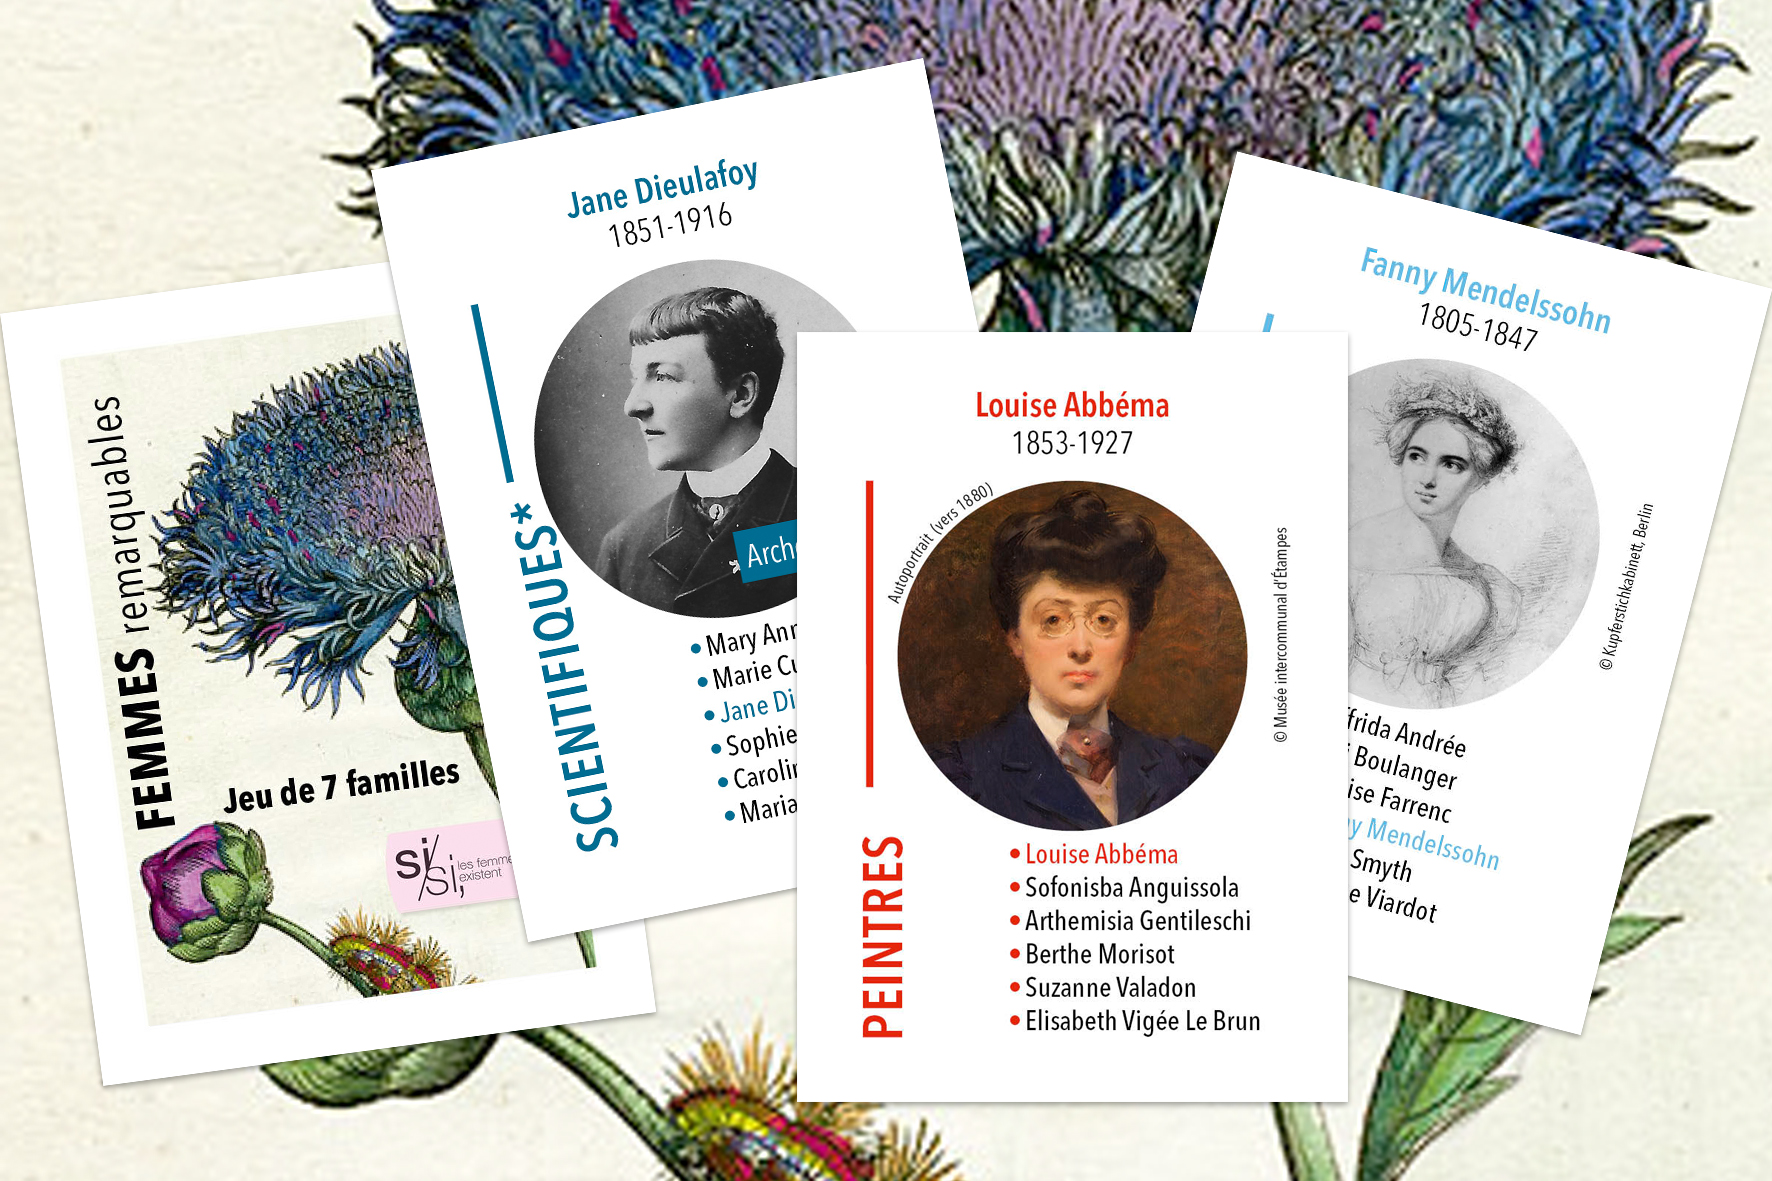 FEMMES remarquables
Jeu de 7 familles
si/si,
les femme
existent
Jane Dieulafoy
1851-1916
SCIENTIFIQUES*
Arch
• Mary Ann
• Marie Cu
• Jane Di
• Sophie
• Carolin
• Maria
Louise Abbéma
1853-1927
Autoportrait (vers 1880)
© Musée intercommunal d'Étampes
PEINTRES
• Louise Abbéma
• Sofonisba Anguissola
• Arthemisia Gentileschi
• Berthe Morisot
• Suzanne Valadon
• Elisabeth Vigée Le Brun
Fanny Mendelssohn
1805-1847
© Kupferstichkabinett, Berlin
frida Andrée
Boulanger
ise Farrenc
y Mendelssohn
Smyth
e Viardot